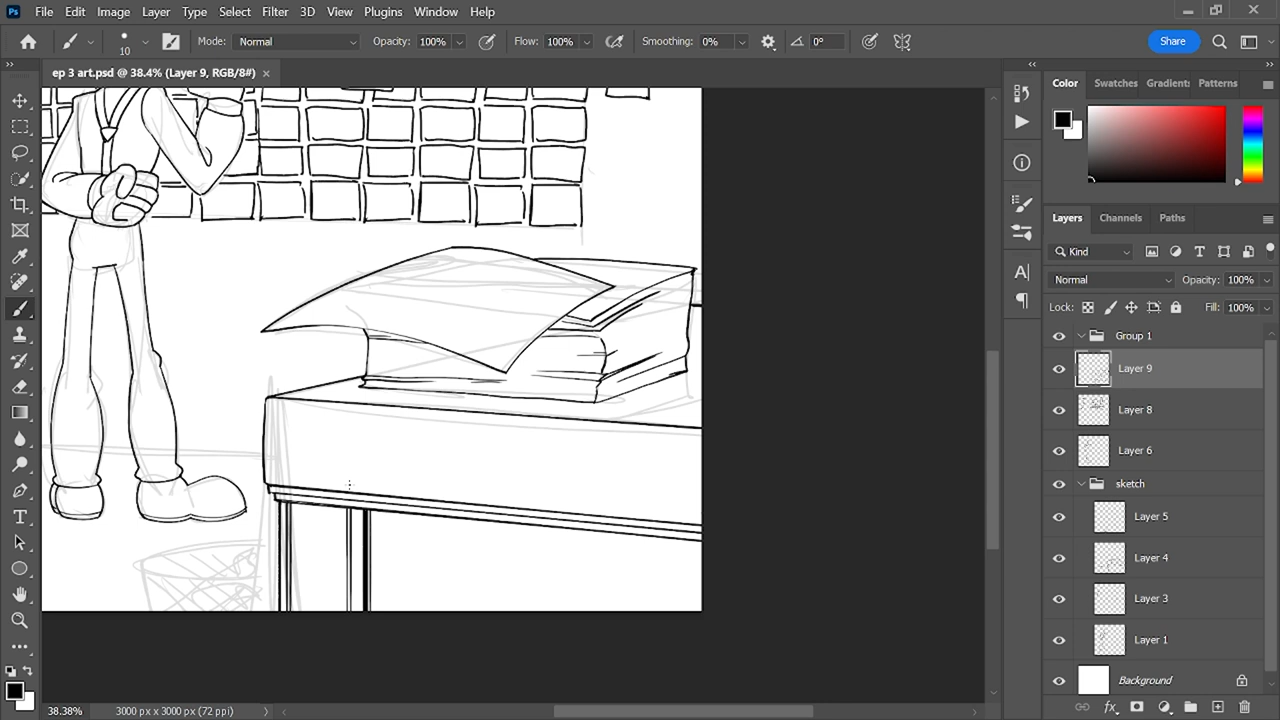 Ps File Edit Image Layer Type Select Filter 3D View Plugins Window Help
10 Mode: Normal Opacity: 100% Flow: 100% Smoothing: 0% 0° Share
ep 3 art.psd @ 38.4% (Layer 9, RGB/8#) ×
Color Swatches Gradient Patterns
Layers Channels Paths
Kind
Normal Opacity: 100%
Lock: Fill: 100%
Group 1
Layer 9
Layer 8
Layer 6
sketch
Layer 5
Layer 4
Layer 3
Layer 1
Background
38.38% 3000 px x 3000 px (72 ppi)